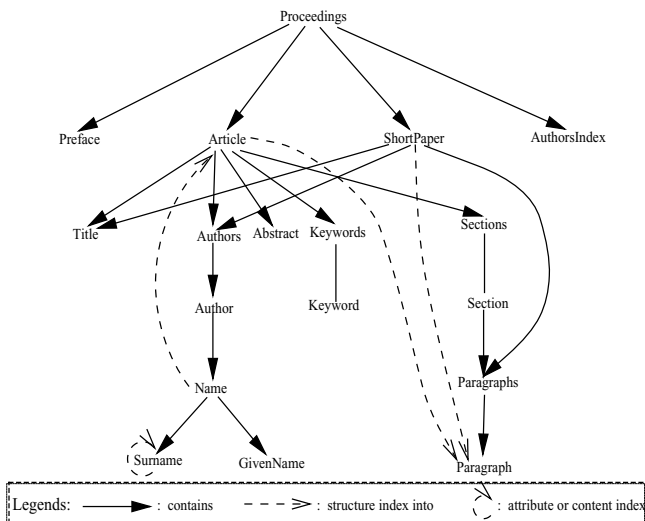 Proceedings
Preface
Article
ShortPaper
AuthorsIndex
Title
Authors
Abstract
Keywords
Sections
Author
Keyword
Section
Name
Paragraphs
Surname
GivenName
Paragraph
Legends: : contains : structure index into : attribute or content index